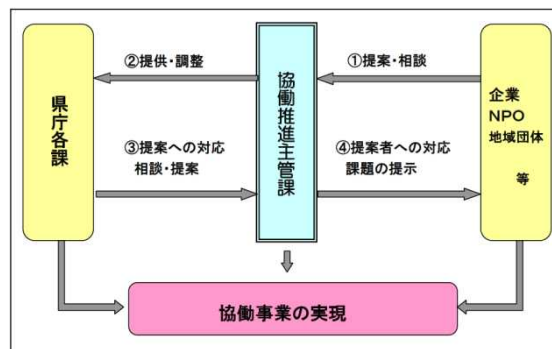 ②提供・調整
①提案・相談
県庁各課
協働推進主管課
企業
NPO
地域団体
等
③提案への対応
相談・提案
④提案者への対応
課題の提示
協働事業の実現